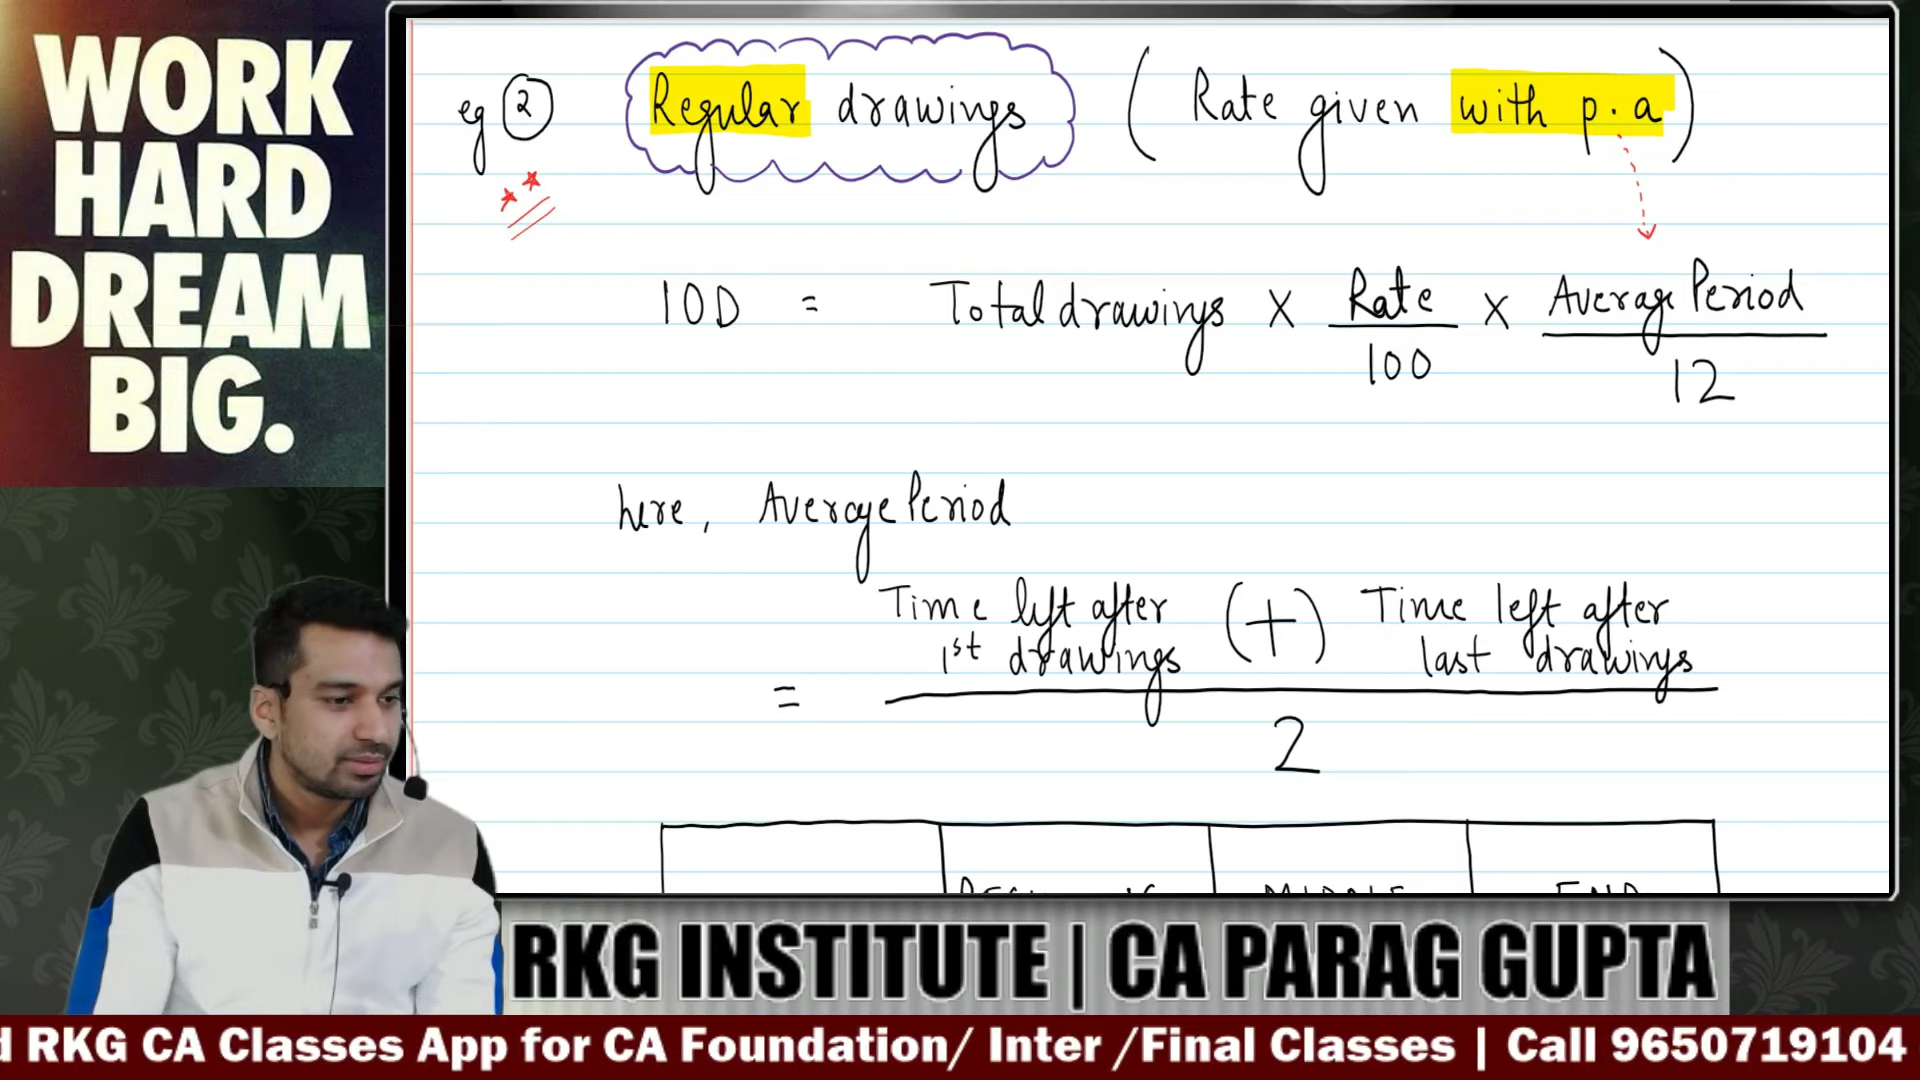 WORK
HARD
DREAM
BIG.
eg ② Regular drawings ( Rate given with p.a )
IOD = Total drawings X Rate / 100 X Average Period / 12
here, Average Period
= Time left after 1st drawings (+) Time left after last drawings
2
MIDDLE END
RKG INSTITUTE | CA PARAG GUPTA
RKG CA Classes App for CA Foundation/ Inter /Final Classes | Call 9650719104